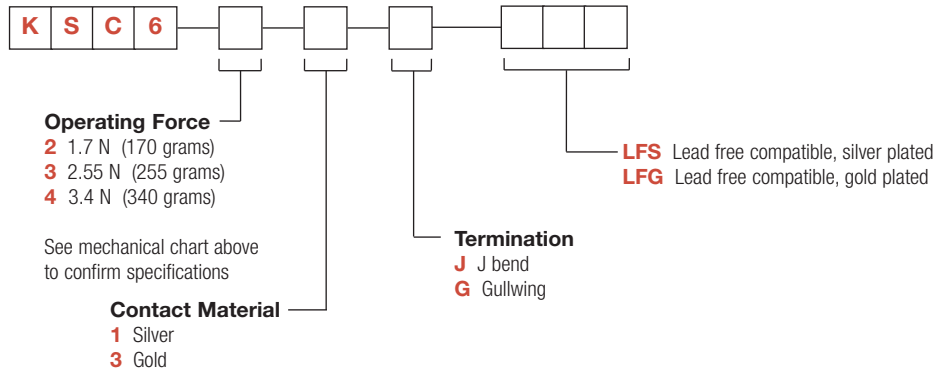 K S C 6
Operating Force
2 1.7 N (170 grams)
3 2.55 N (255 grams)
4 3.4 N (340 grams)
See mechanical chart above
to confirm specifications
Contact Material
1 Silver
3 Gold
Termination
J J bend
G Gullwing
LFS Lead free compatible, silver plated
LFG Lead free compatible, gold plated